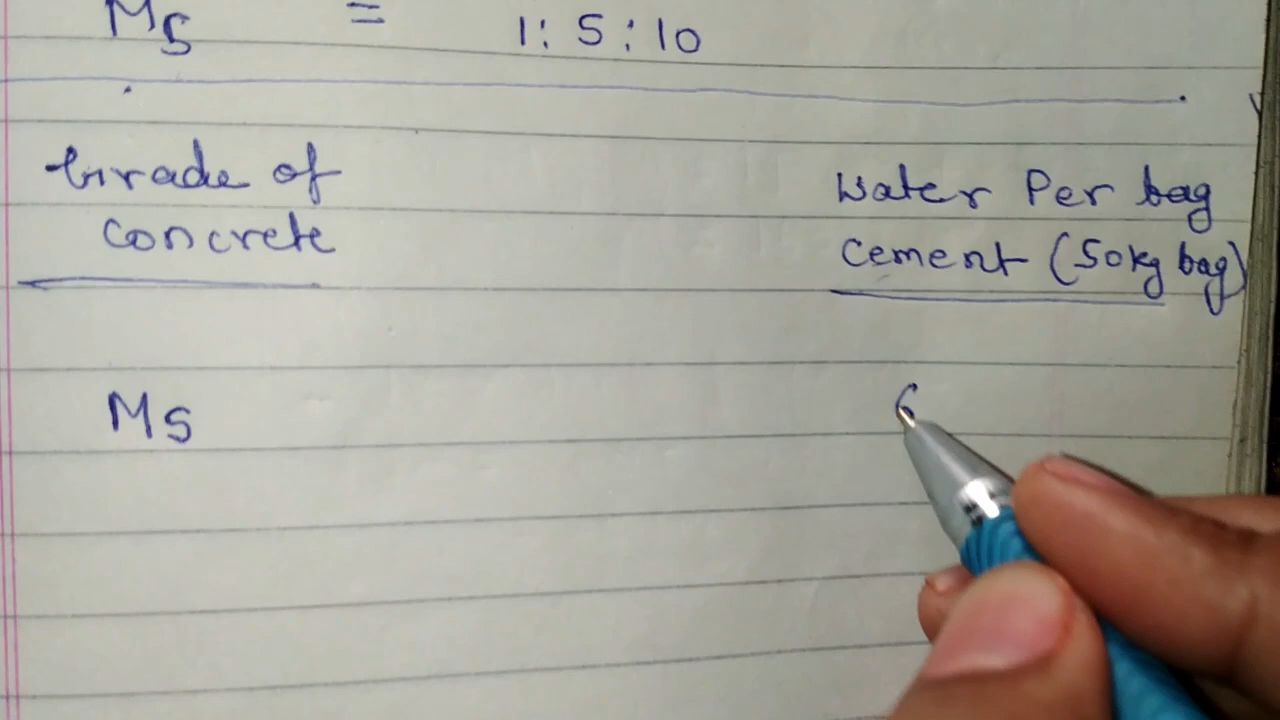 M5 = 1:5:10
Grade of
concrete
Water Per bag
cement (50kg bag)
M5
6